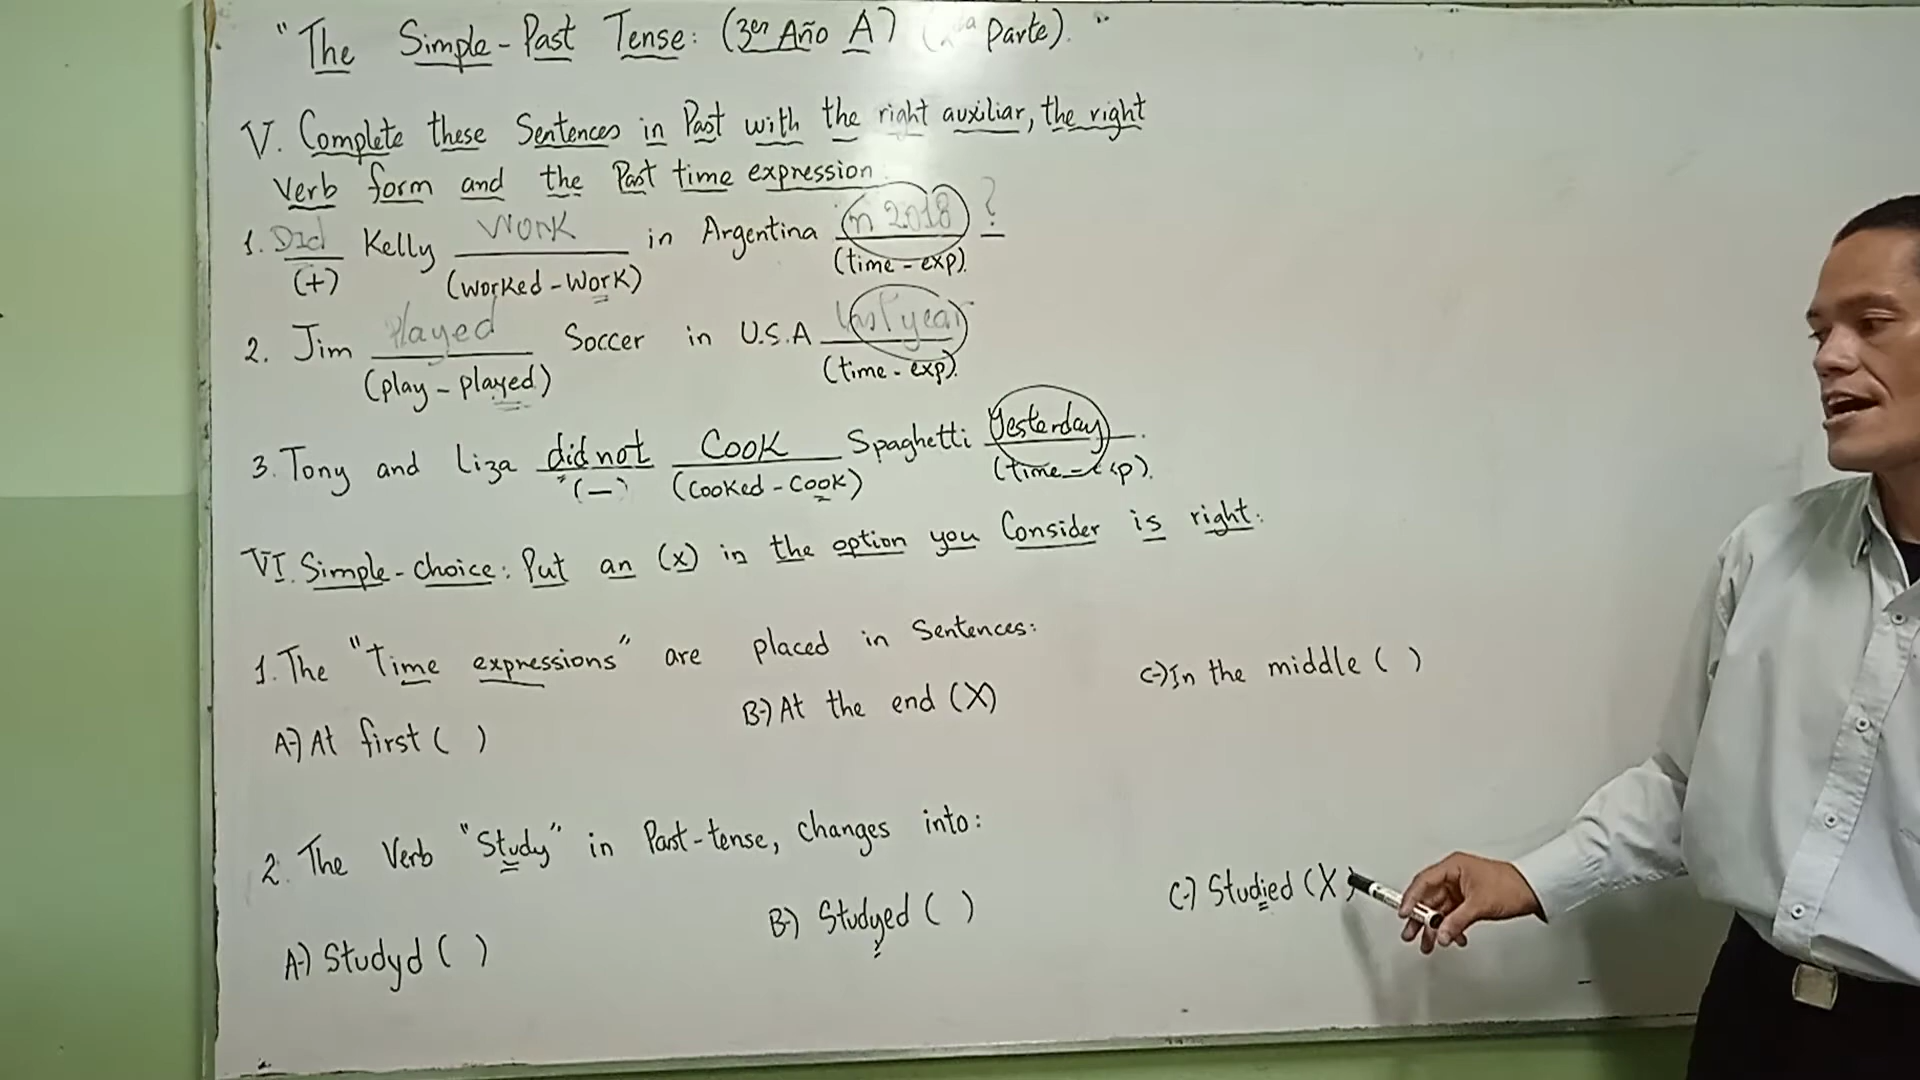 "The Simple-Past Tense: (3er Año A) Parte)."
V. Complete these Sentences in Past with the right auxiliar, the right
verb form and the Past time expression.
1. Did Kelly work in Argentina in 2018 ?
(+) (worked-work) (time-exp).
2. Jim Played Soccer in U.S.A last year
(play-played) (time-exp).
3. Tony and Liza did not Cook Spaghetti Yesterday.
(-) (Cooked-Cook) (time-exp).
VI. Simple-choice: Put an (x) in the option you Consider is right:
1. The "Time expressions" are placed in Sentences:
A-) At first ( ) B-) At the end (X) C-) In the middle ( )
2. The Verb "Study" in Past-tense, changes into:
A-) Studyd ( ) B-) Studyed ( ) C-) Studied (X)